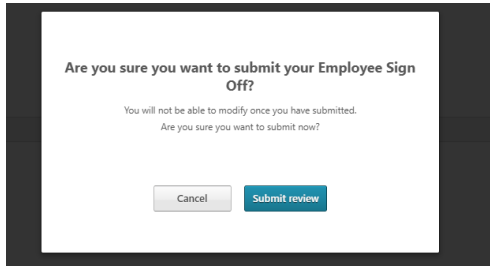 Are you sure you want to submit your Employee Sign
Off?
You will not be able to modify once you have submitted.
Are you sure you want to submit now?
Cancel
Submit review